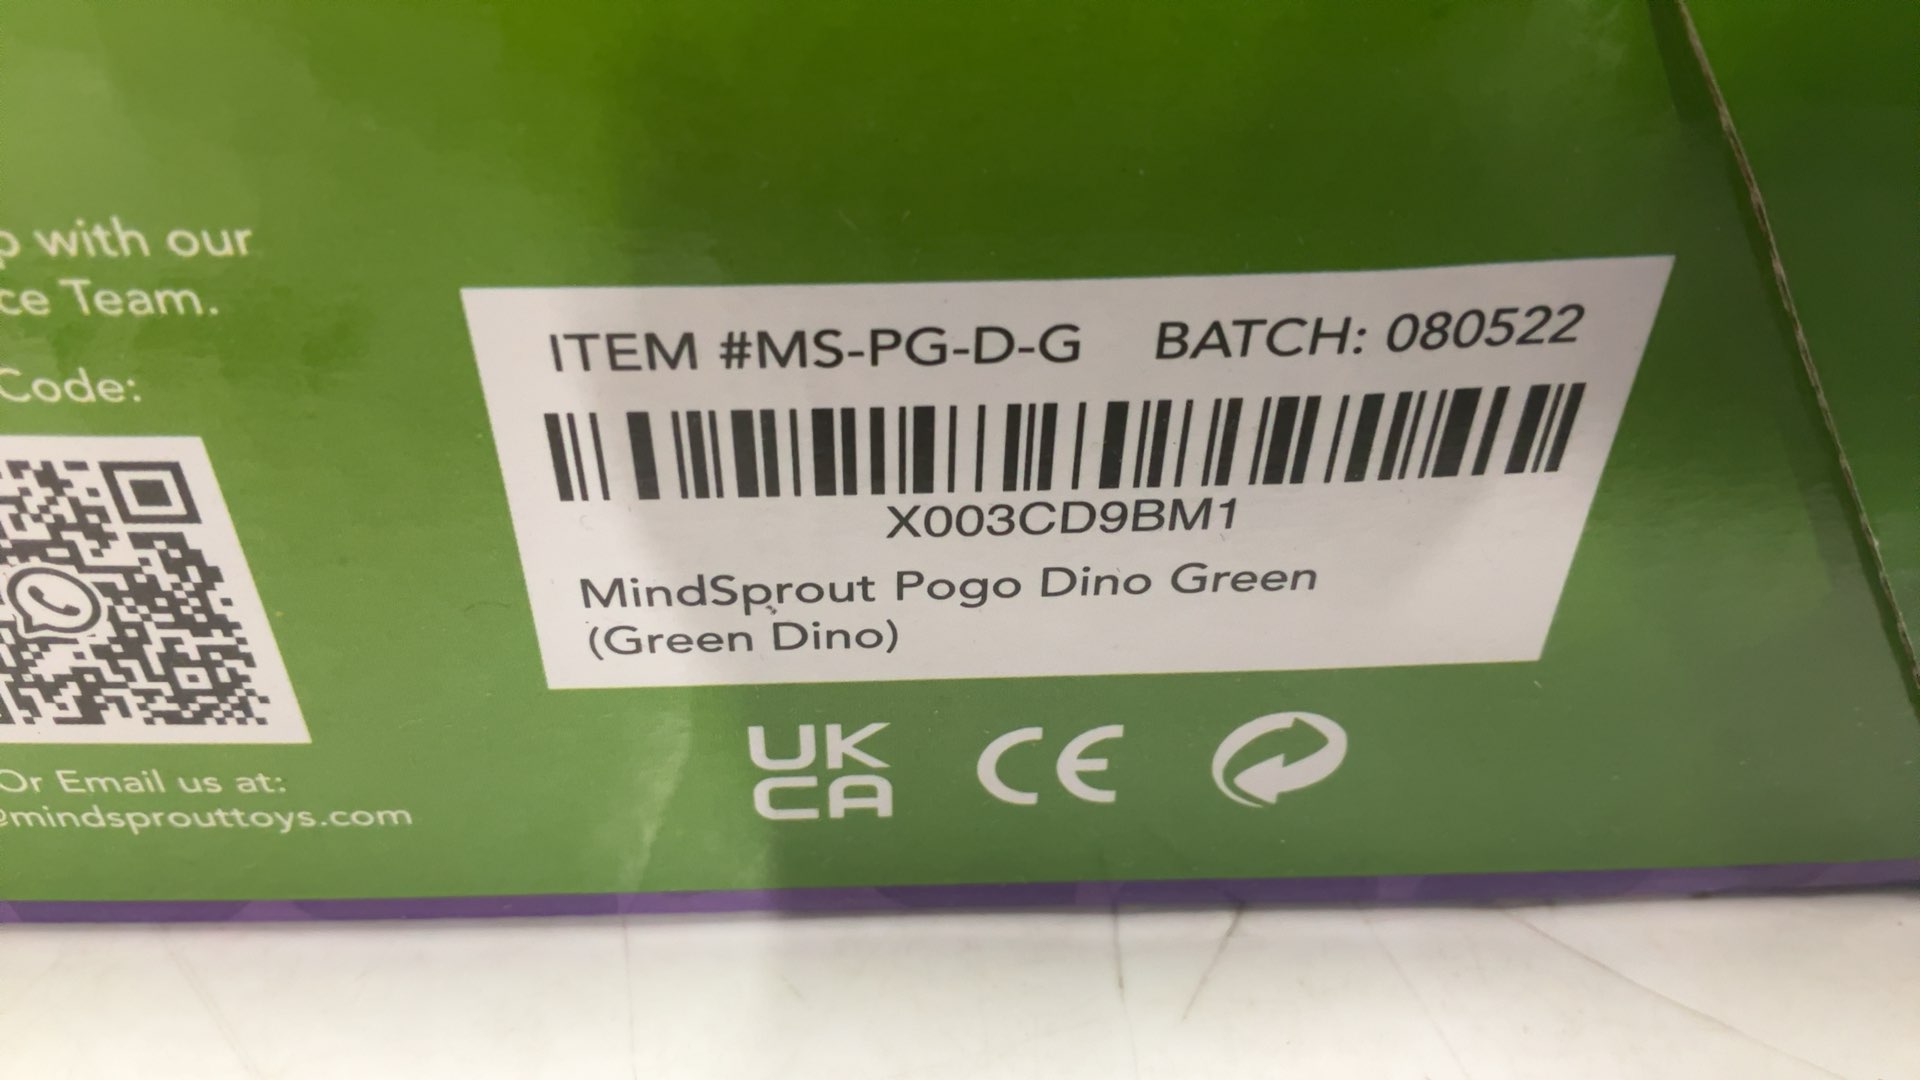 with our
Team.
Code:
Or Email us at:
mindsprouttoys.com
ITEM #MS-PG-D-G BATCH: 080522
X003CD9BM1
MindSprout Pogo Dino Green
(Green Dino)
UK
CA
CE